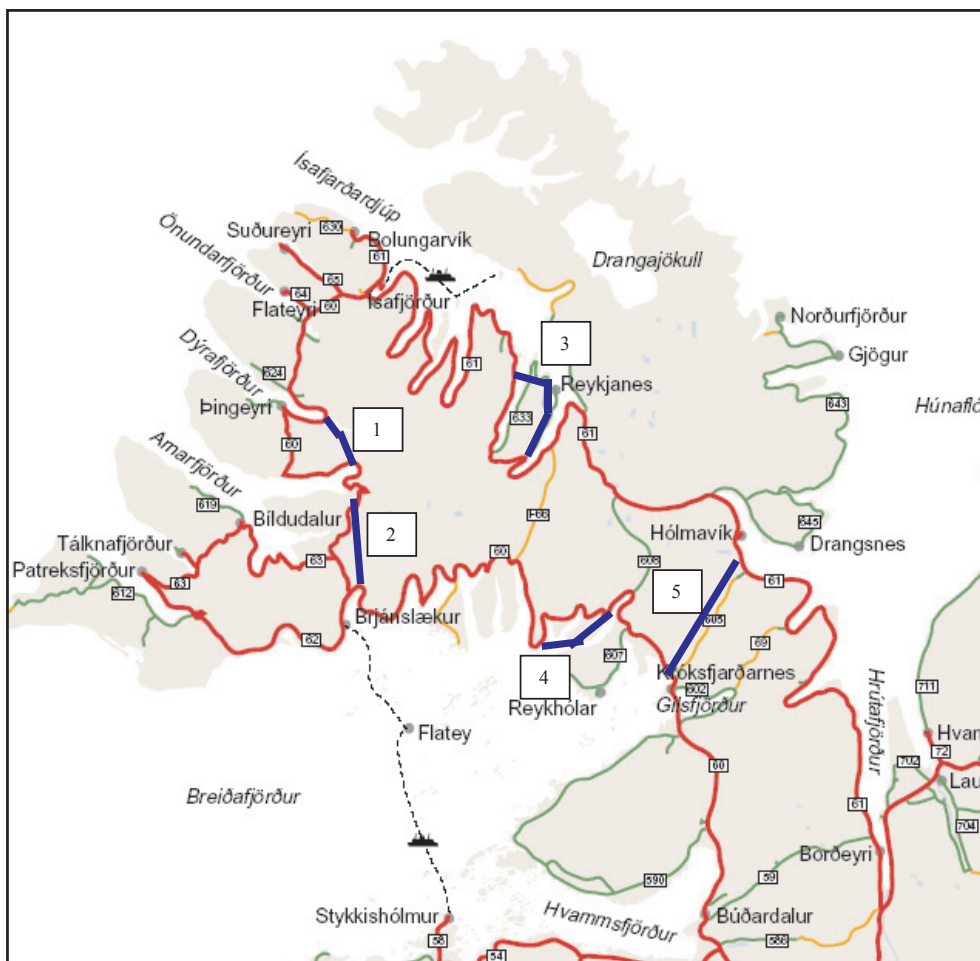 Ísafjarðardjúp
630
Suðureyri
Bolungarvík
Önundarfjörður
61
Drangajökull
65
64
60
Ísafjörður
Flateyri
Norðurfjörður
3
Gjögur
Dýrafjörður
61
624
Reykjanes
Þingeyri
643
Húnafló
1
633
60
61
Arnarfjörður
619
F66
Bíldudalur
645
Hólmavík
2
Tálknafjörður
60
Drangsnes
63
608
Patreksfjörður
63
5
61
612
605
Brjánslækur
62
69
607
4
Króksfjarðarnes
711
602
Reykhólar
Gilsfjörður
Hrútafjörður
Flatey
Hvam
72
702
60
Lau
Breiðafjörður
61
704
Borðeyri
590
59
Stykkishólmur
Hvammsfjörður
Búðardalur
58
586
54